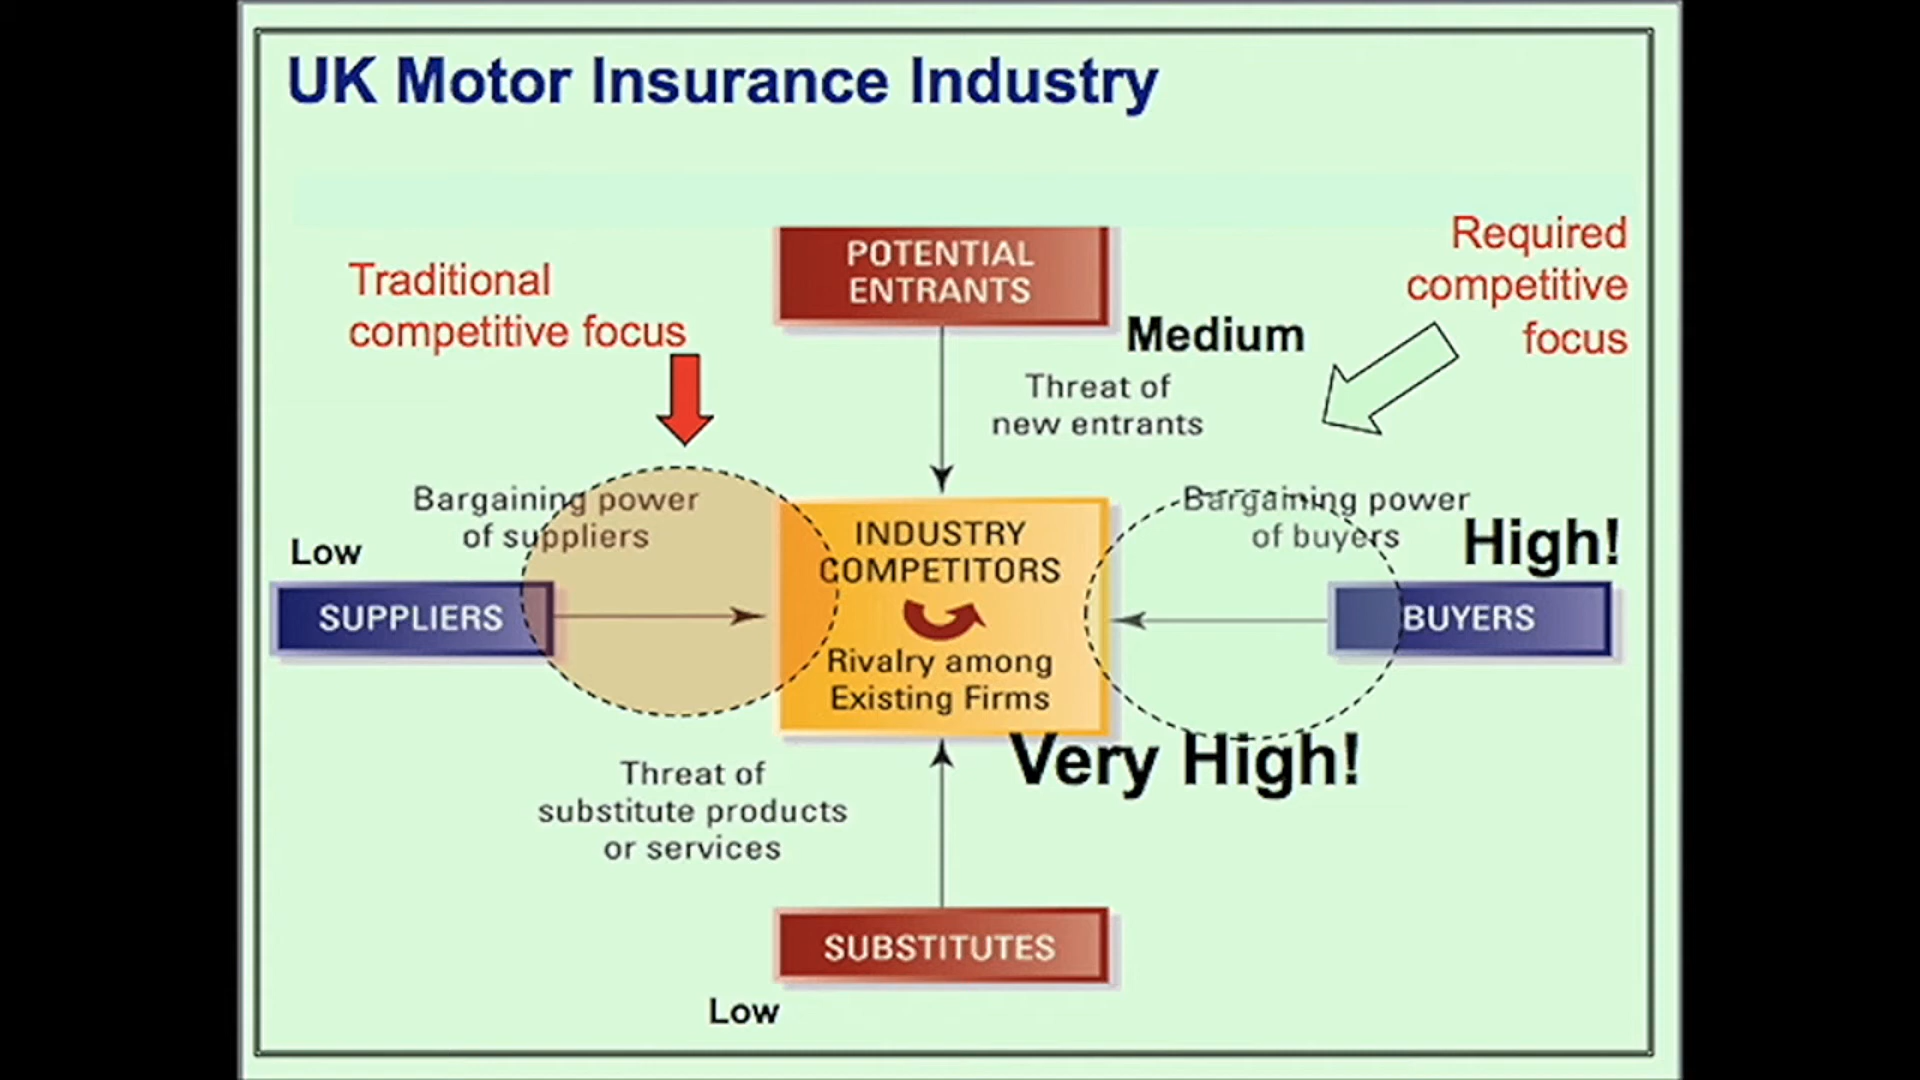 UK Motor Insurance Industry
Traditional
competitive focus
POTENTIAL
ENTRANTS
Required
competitive
focus
Medium
Threat of
new entrants
Bargaining power
of suppliers
Low
SUPPLIERS
INDUSTRY
COMPETITORS
Rivalry among
Existing Firms
Bargaining power
of buyers
High!
BUYERS
Very High!
Threat of
substitute products
or services
SUBSTITUTES
Low